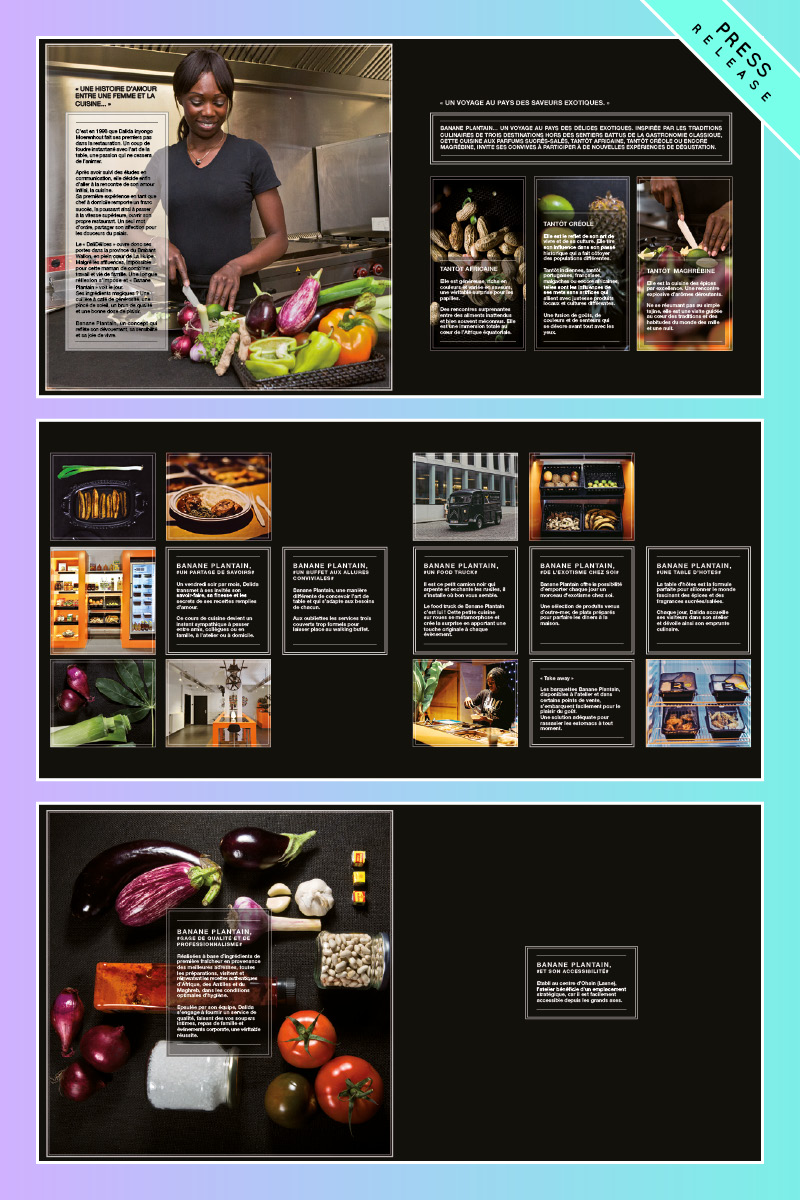 PRESS
RELEASE
« UNE HISTOIRE D'AMOUR
ENTRE UNE FEMME ET LA
CUISINE... »
C'est en 1998 que Dalida Inyongo
Moerenhout fait ses premiers pas
dans la restauration. Un coup de
foudre instantané avec l'art de la
table, une passion qui ne cessera
de l'animer.
Après avoir suivi des études en
communication, elle décide enfin
d'aller à la rencontre de son amour
initial, la cuisine.
Sa première expérience en tant que
chef à domicile remporte un franc
succès, la poussant ainsi à passer
à la vitesse supérieure, ouvrir son
propre restaurant. Un seul mot
d'ordre, partager son affection pour
les douceurs du palais.
Le « DaliDélices » ouvre donc ses
portes dans la province du Brabant
Wallon, en plein cœur de La Hulpe.
Malgré les affluences, impossible
pour cette maman de combiner
travail et vie de famille. Une longue
réflexion s'impose et « Banane
Plantain » voit le jour.
Ses ingrédients magiques ? Une
cuillère à café de générosité, une
pincée de soleil, un brin de qualité
et une bonne dose de plaisir.
Banane Plantain, un concept qui
reflète son dévouement, sa sensibilité
et sa joie de vivre.
« UN VOYAGE AU PAYS DES SAVEURS EXOTIQUES. »
BANANE PLANTAIN... UN VOYAGE AU PAYS DES DÉLICES EXOTIQUES. INSPIRÉE PAR LES TRADITIONS
CULINAIRES DE TROIS DESTINATIONS HORS DES SENTIERS BATTUS DE LA GASTRONOMIE CLASSIQUE,
CETTE CUISINE AUX PARFUMS SUCRÉS-SALÉS, TANTÔT AFRICAINE, TANTÔT CRÉOLE OU ENCORE
MAGRÉBINE, INVITE SES CONVIVES À PARTICIPER À DE NOUVELLES EXPÉRIENCES DE DÉGUSTATION.
TANTÔT AFRICAINE
Elle est généreuse, riche en
couleurs et variée de saveurs,
une véritable surprise pour les
papilles.
Des rencontres surprenantes
entre des aliments inattendus
et bien souvent méconnus. Elle
est une immersion totale au
cœur de l'Afrique équatoriale.
TANTÔT CRÉOLE
Elle est le reflet de son art de
vivre et de sa culture. Elle tire
son influence dans son passé
historique qui a fait côtoyer
des populations différentes.
Tantôt indiennes, tantôt
portugaises, françaises,
malgaches ou encore africaines,
telles sont les influences de
ses mets sans artifices qui
allient avec justesse produits
locaux et cultures différentes.
Une fusion de goûts, de
couleurs et de senteurs qui
se dévore avant tout avec les
yeux.
TANTÔT MAGHRÉBINE
Elle est la cuisine des épices
par excellence. Une rencontre
explosive d'arômes déroutants.
Ne se résumant pas au simple
tajine, elle est une visite guidée
au cœur des traditions et des
habitudes du monde des mille
et une nuit.
BANANE PLANTAIN,
#UN PARTAGE DE SAVOIRS#
Un vendredi soir par mois, Dalida
transmet à ses invités son
savoir-faire, sa finesse et les
secrets de ses recettes remplies
d'amour.
Ce cours de cuisine devient un
instant sympathique à passer
entre amis, collègues ou en
famille, à l'atelier ou à domicile.
BANANE PLANTAIN,
#UN BUFFET AUX ALLURES
CONVIVIALES#
Banane Plantain, une manière
différente de concevoir l'art de
table et qui s'adapte aux besoins
de chacun.
Aux oubliettes les services trois
couverts trop formels pour
laisser place au walking buffet.
BANANE PLANTAIN,
#UN FOOD TRUCK#
Il est ce petit camion noir qui
arpente et enchante les rusiles, il
s'installe où bon vous semble.
Le food truck de Banane Plantain
c'est lui ! Cette petite cuisine
sur roues se métamorphose et
crée la surprise en apportant une
touche originale à chaque
évènement.
BANANE PLANTAIN,
#DE L'EXOTISME CHEZ SOI#
Banane Plantain offre la possibilité
d'emporter chaque jour un
morceau d'exotisme chez soi.
Une sélection de produits venus
d'outre-mer, de plats préparés
pour parfaire les diners à la
maison.
BANANE PLANTAIN,
#UNE TABLE D'HOTES#
La table d'hôtes est la formule
parfaite pour sillonner le monde
fascinant des épices et des
fragrances sucrées/salées.
Chaque jour, Dalida accueille
ses visiteurs dans son atelier
et dévoile ainsi son emprunte
culinaire.
« Take away »
Les barquettes Banane Plantain,
disponibles à l'atelier et dans
certains points de vente,
s'embarquent facilement pour le
plaisir du goût.
Une solution adéquate pour
rassasier les estomacs à tout
moment.
BANANE PLANTAIN,
#GAGE DE QUALITÉ ET DE
PROFESSIONNALISME#
Réalisées à base d'ingrédients de
première fraîcheur en provenance
des meilleures adresses, toutes
les préparations, visitent et
réinventent les recettes authentiques
d'Afrique, des Antilles et du
Maghreb, dans les conditions
optimales d'hygiène.
Epaulée par son équipe, Dalida
s'engage à fournir un service de
qualité, faisant des vos soupers
intimes, repas de famille et
évènements corporate, une véritable
réussite.
BANANE PLANTAIN,
#ET SON ACCESSIBILITÉ#
Établi au centre d'Ohain (Lasne),
l'atelier bénéficie d'un emplacement
stratégique, car il est facilement
accessible depuis les grands axes.